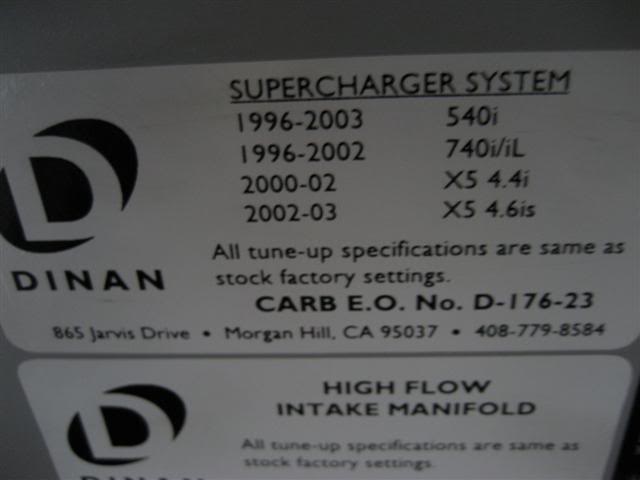 SUPERCHARGER SYSTEM
1996-2003 540i
1996-2002 740i/iL
2000-02 X5 4.4i
2002-03 X5 4.6is
All tune-up specifications are same as
stock factory settings.
CARB E.O. No. D-176-23
D
DINAN
865 Jarvis Drive • Morgan Hill, CA 95037 • 408-779-8584
HIGH FLOW
INTAKE MANIFOLD
All tune-up specifications are same as
stock factory settings.
D
DINAN